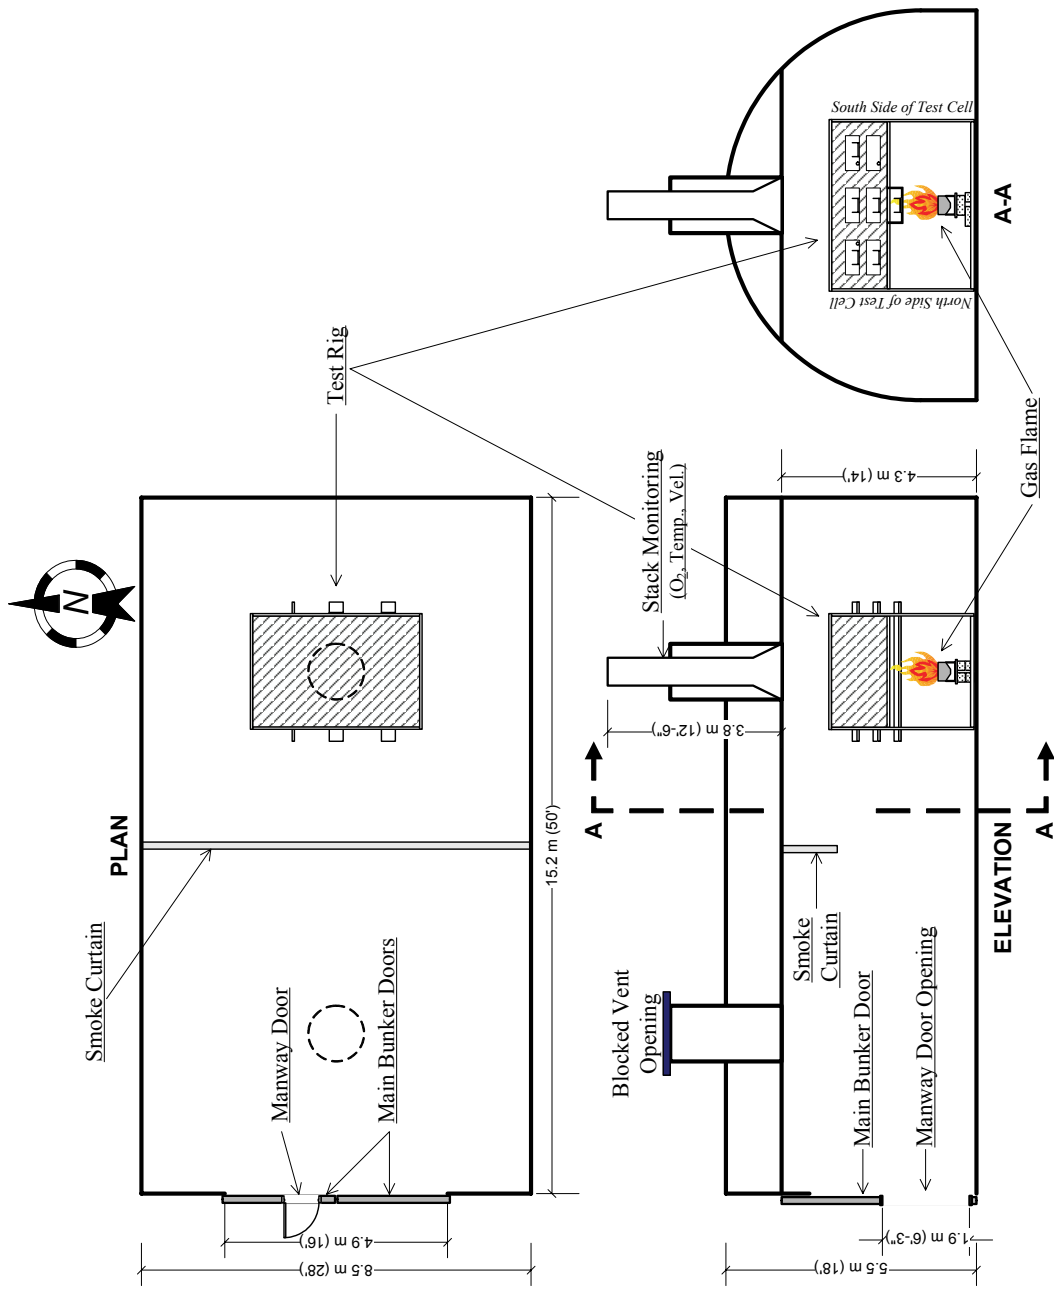 N
PLAN
Smoke Curtain
Manway Door
Main Bunker Doors
Test Rig
15.2 m (50')
4.9 m (16')
8.5 m (28')
Stack Monitoring
(O2, Temp., Vel.)
3.8 m (12'-6")
4.3 m (14')
A
A
Blocked Vent
Opening
Smoke
Curtain
Main Bunker Door
Manway Door Opening
Gas Flame
1.9 m (6'-3")
5.5 m (18')
ELEVATION
South Side of Test Cell
North Side of Test Cell
A-A